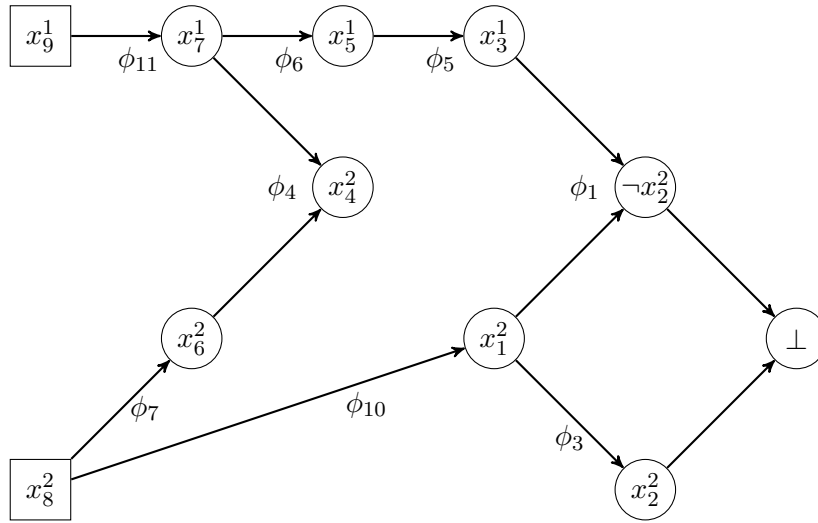 x_9^1 x_7^1 x_5^1 x_3^1
ϕ_11 ϕ_6 ϕ_5
ϕ_4 x_4^2 ϕ_1 ¬x_2^2
x_6^2 x_1^2 ⊥
ϕ_7 ϕ_10
ϕ_3
x_8^2 x_2^2